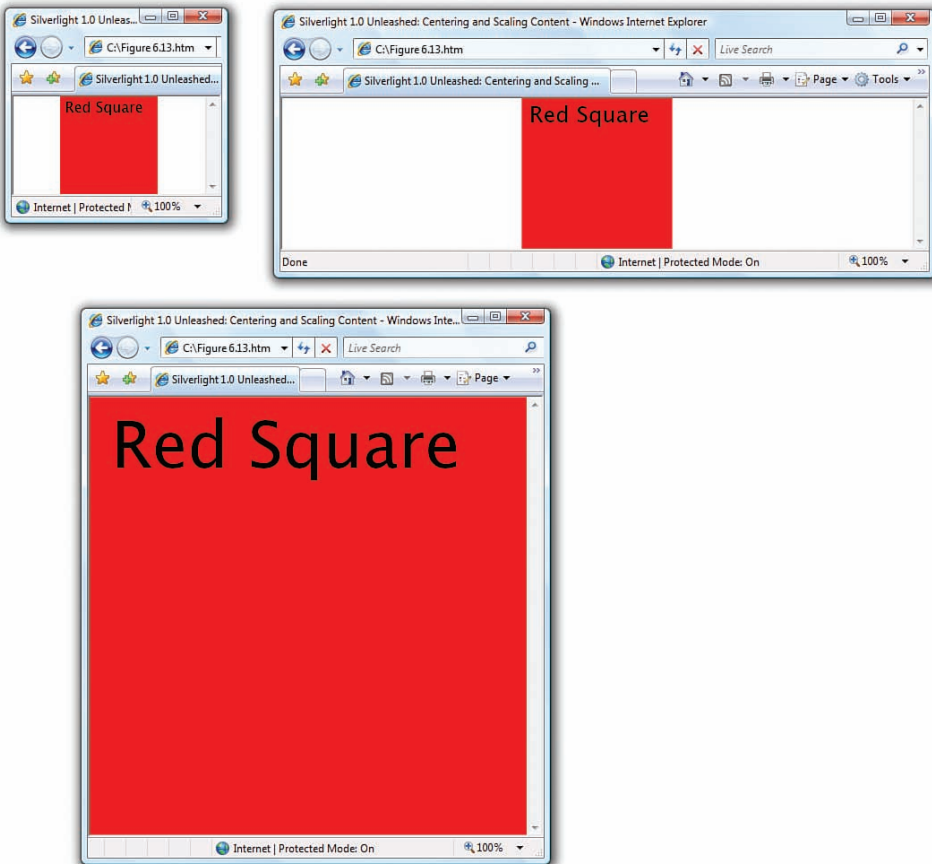 Silverlight 1.0 Unleas...
C:\Figure 6.13.htm
Silverlight 1.0 Unleashed...
Red Square
Internet | Protected M
100%
Silverlight 1.0 Unleashed: Centering and Scaling Content - Windows Internet Explorer
C:\Figure 6.13.htm
Live Search
Silverlight 1.0 Unleashed: Centering and Scaling ...
Page
Tools
Red Square
Done
Internet | Protected Mode: On
100%
Silverlight 1.0 Unleashed: Centering and Scaling Content - Windows Inte...
C:\Figure 6.13.htm
Live Search
Silverlight 1.0 Unleashed...
Page
Red Square
Internet | Protected Mode: On
100%